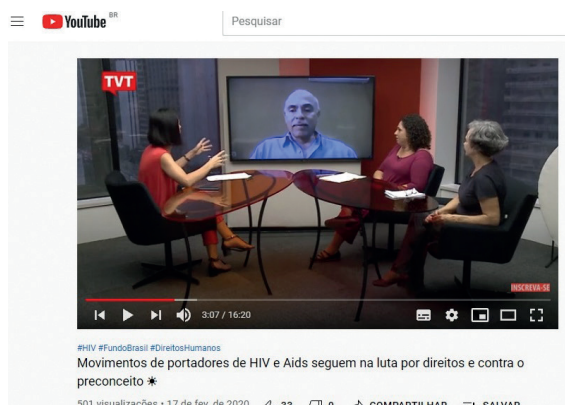 YouTube BR
Pesquisar
TVT
INSCREVA-SE
3:07 / 16:20
#HIV #FundoBrasil #DireitosHumanos
Movimentos de portadores de HIV e Aids seguem na luta por direitos e contra o
preconceito ☀
501 visualizações • 17 de fev. de 2020 33 0 COMPARTILHAR SALVAR